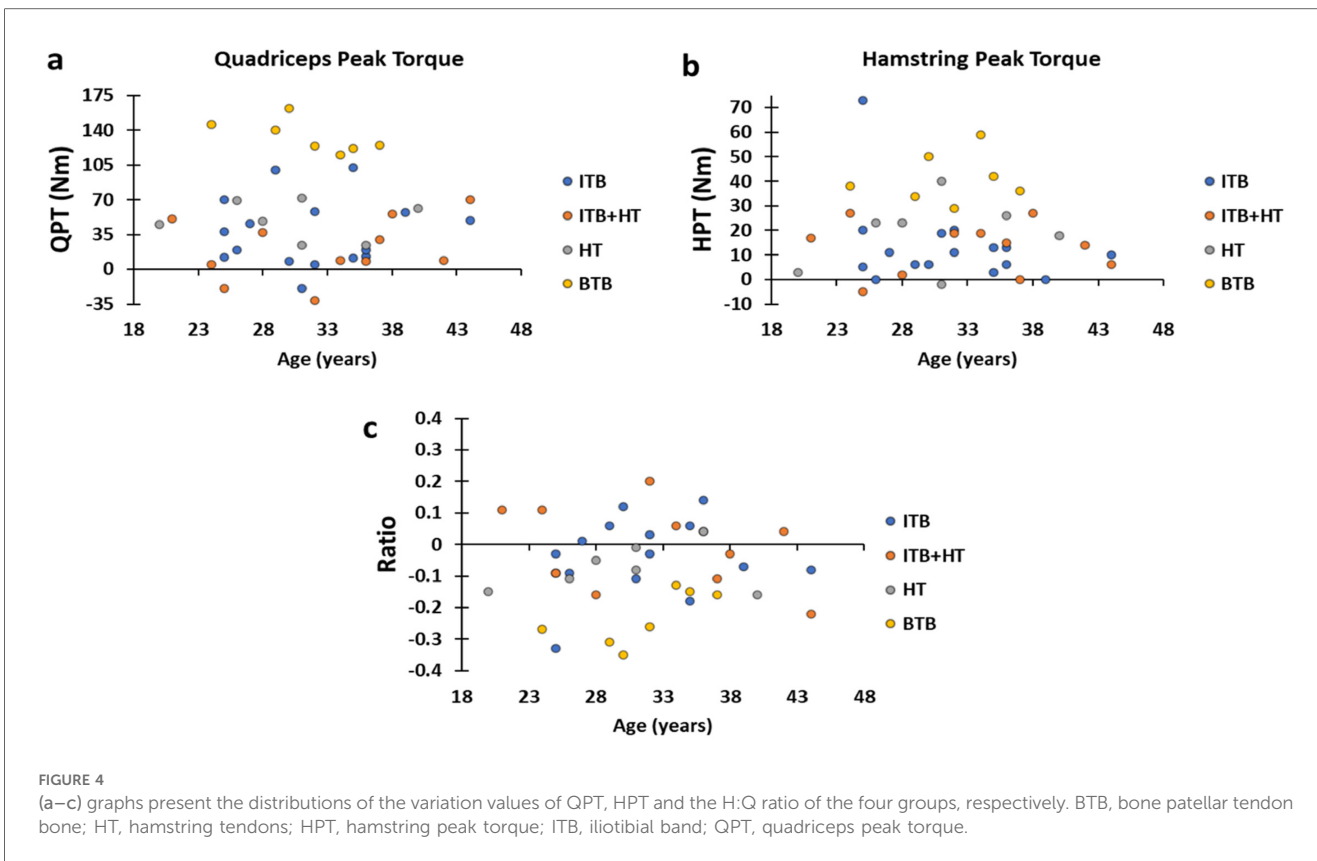 a
Quadriceps Peak Torque
175
140
105
70
35
0
-35
QPT (Nm)
18 23 28 33 38 43 48
Age (years)
ITB
ITB+HT
HT
BTB
b
Hamstring Peak Torque
70
60
50
40
30
20
10
0
-10
HPT (Nm)
18 23 28 33 38 43 48
Age (years)
ITB
ITB+HT
HT
BTB
c
0.4
0.3
0.2
0.1
0
-0.1
-0.2
-0.3
-0.4
Ratio
18 23 28 33 38 43 48
Age (years)
ITB
ITB+HT
HT
BTB
FIGURE 4
(a–c) graphs present the distributions of the variation values of QPT, HPT and the H:Q ratio of the four groups, respectively. BTB, bone patellar tendon
bone; HT, hamstring tendons; HPT, hamstring peak torque; ITB, iliotibial band; QPT, quadriceps peak torque.